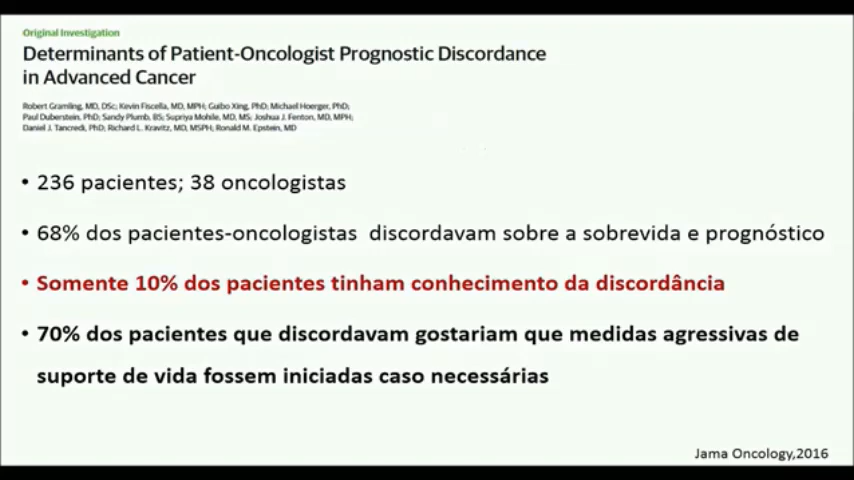 Original Investigation
Determinants of Patient-Oncologist Prognostic Discordance
in Advanced Cancer
Robert Gramling, MD, DSc; Kevin Fiscella, MD, MPH; Guibo Xing, PhD; Michael Hoerger, PhD;
Paul Duberstein, PhD; Sandy Plumb, BS; Supriya Mohile, MD, MS; Joshua J. Fenton, MD, MPH;
Daniel J. Tancredi, PhD; Richard L. Kravitz, MD, MSPH; Ronald M. Epstein, MD
• 236 pacientes; 38 oncologistas
• 68% dos pacientes-oncologistas discordavam sobre a sobrevida e prognóstico
• Somente 10% dos pacientes tinham conhecimento da discordância
• 70% dos pacientes que discordavam gostariam que medidas agressivas de
suporte de vida fossem iniciadas caso necessárias
Jama Oncology,2016